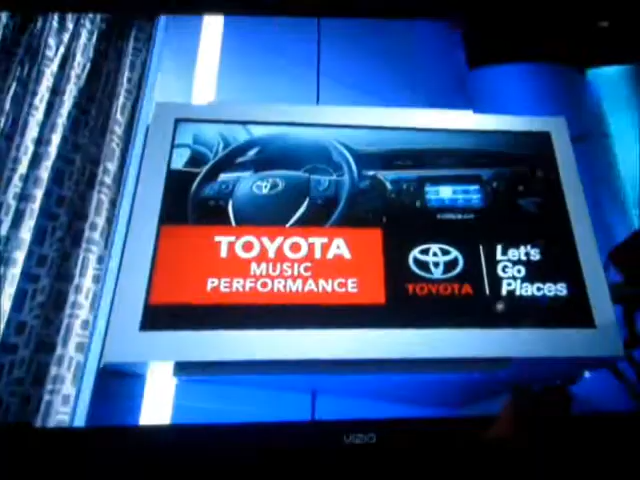 TOYOTA
MUSIC
PERFORMANCE
TOYOTA
Let's
Go
Places
VIZIO